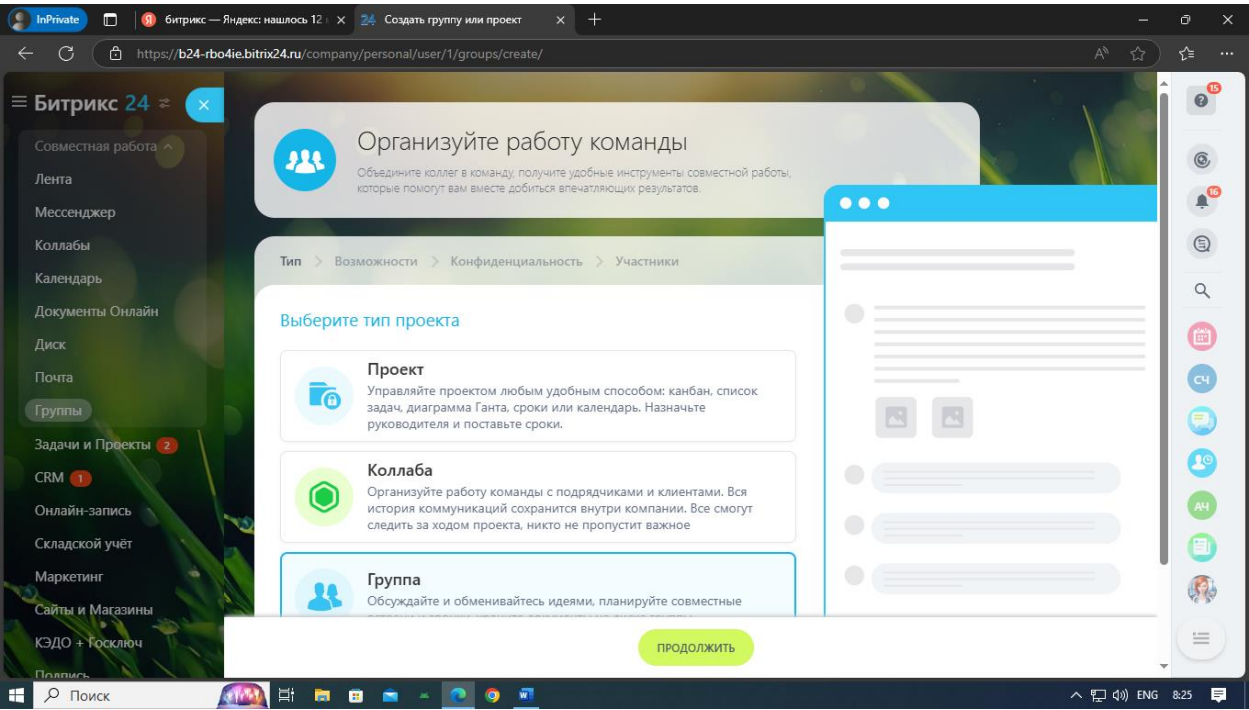 InPrivate
битрикс — Яндекс: нашлось 12
24 Создать группу или проект
https://b24-rbo4ie.bitrix24.ru/company/personal/user/1/groups/create/
Битрикс 24
Совместная работа
Лента
Мессенджер
Коллабы
Календарь
Документы Онлайн
Диск
Почта
Группы
Задачи и Проекты 2
CRM 1
Онлайн-запись
Складской учёт
Маркетинг
Сайты и Магазины
КЭДО + Госключ
Подпись
Организуйте работу команды
Объедините коллег в команду, получите удобные инструменты совместной работы,
которые помогут вам вместе добиться впечатляющих результатов.
Тип > Возможности > Конфиденциальность > Участники
Выберите тип проекта
Проект
Управляйте проектом любым удобным способом: канбан, список
задач, диаграмма Ганта, сроки или календарь. Назначьте
руководителя и поставьте сроки.
Коллаба
Организуйте работу команды с подрядчиками и клиентами. Вся
история коммуникаций сохранится внутри компании. Все смогут
следить за ходом проекта, никто не пропустит важное
Группа
Обсуждайте и обменивайтесь идеями, планируйте совместные
ПРОДОЛЖИТЬ
15
16
СЧ
АЧ
Поиск
ENG 8:25